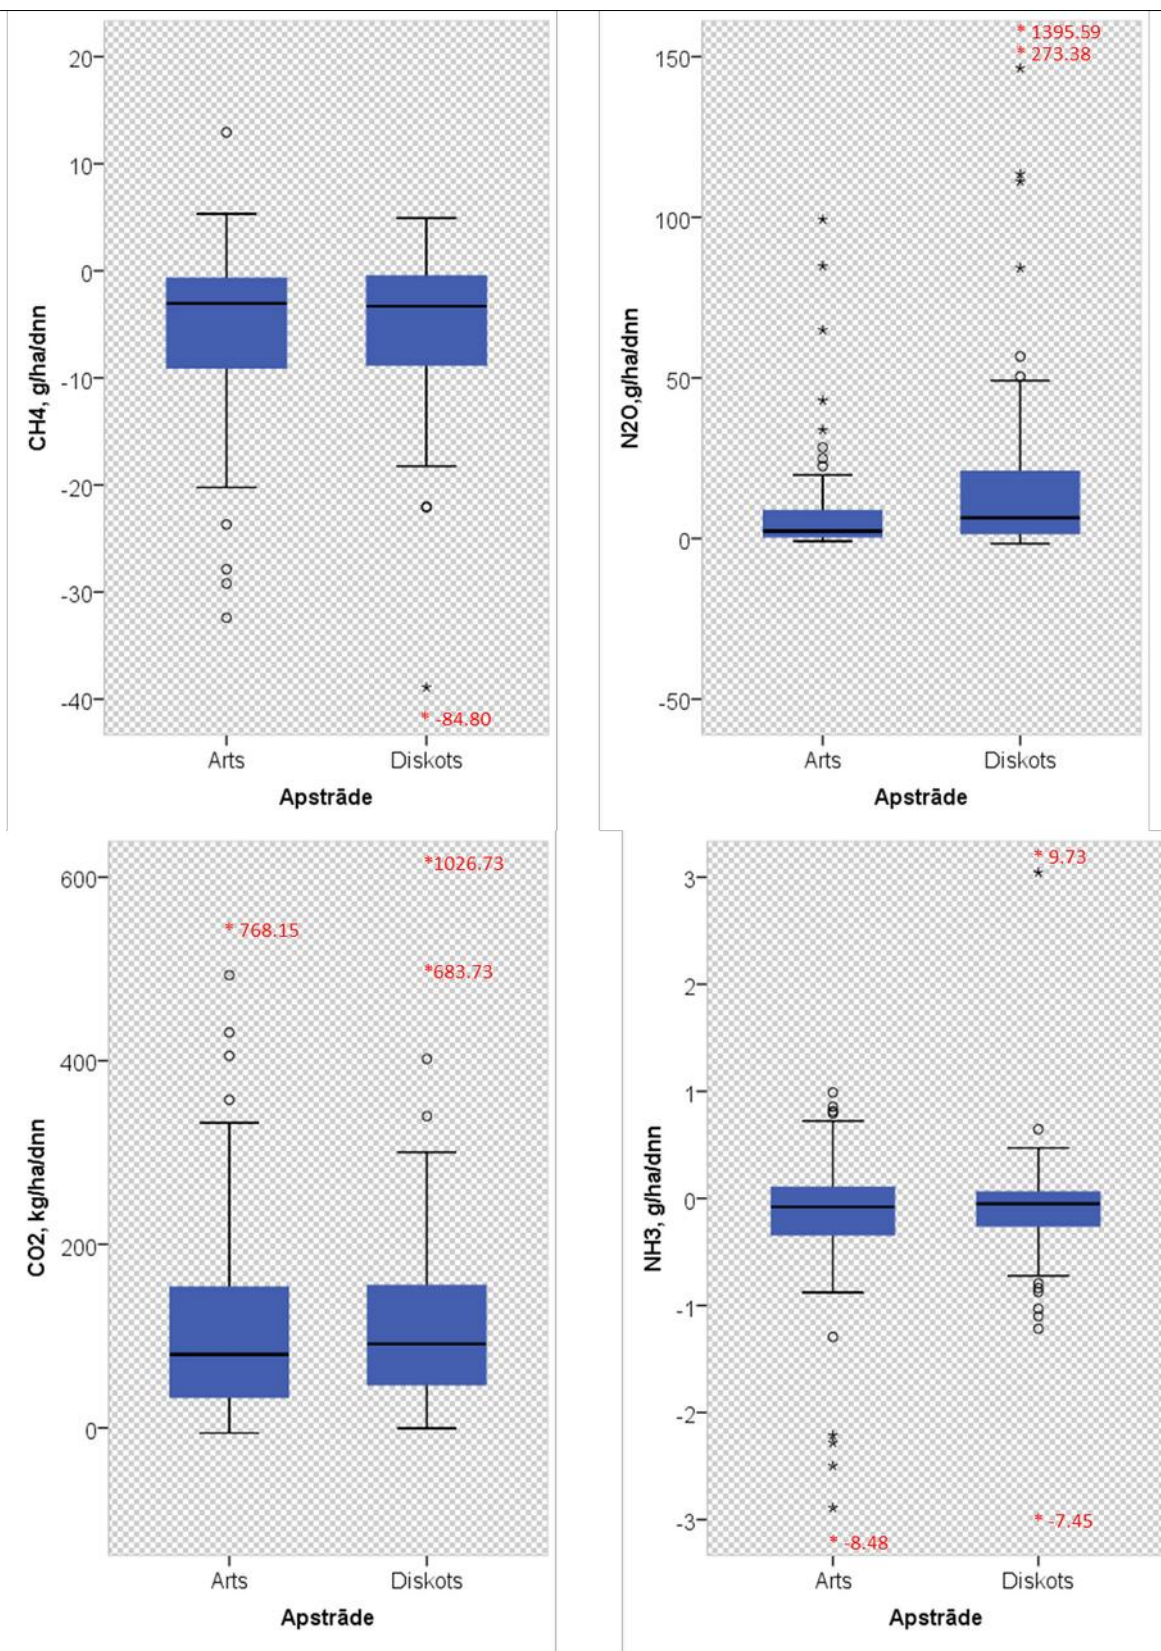 CH4, g/ha/dnn
20
10
0
-10
-20
-30
-40
* -84.80
Arts
Diskots
Apstrāde
N2O,g/ha/dnn
150
100
50
0
-50
* 1395.59
* 273.38
Arts
Diskots
Apstrāde
CO2, kg/ha/dnn
600
400
200
0
*1026.73
* 768.15
*683.73
Arts
Diskots
Apstrāde
NH3, g/ha/dnn
3
2
1
0
-1
-2
-3
* 9.73
* -7.45
* -8.48
Arts
Diskots
Apstrāde